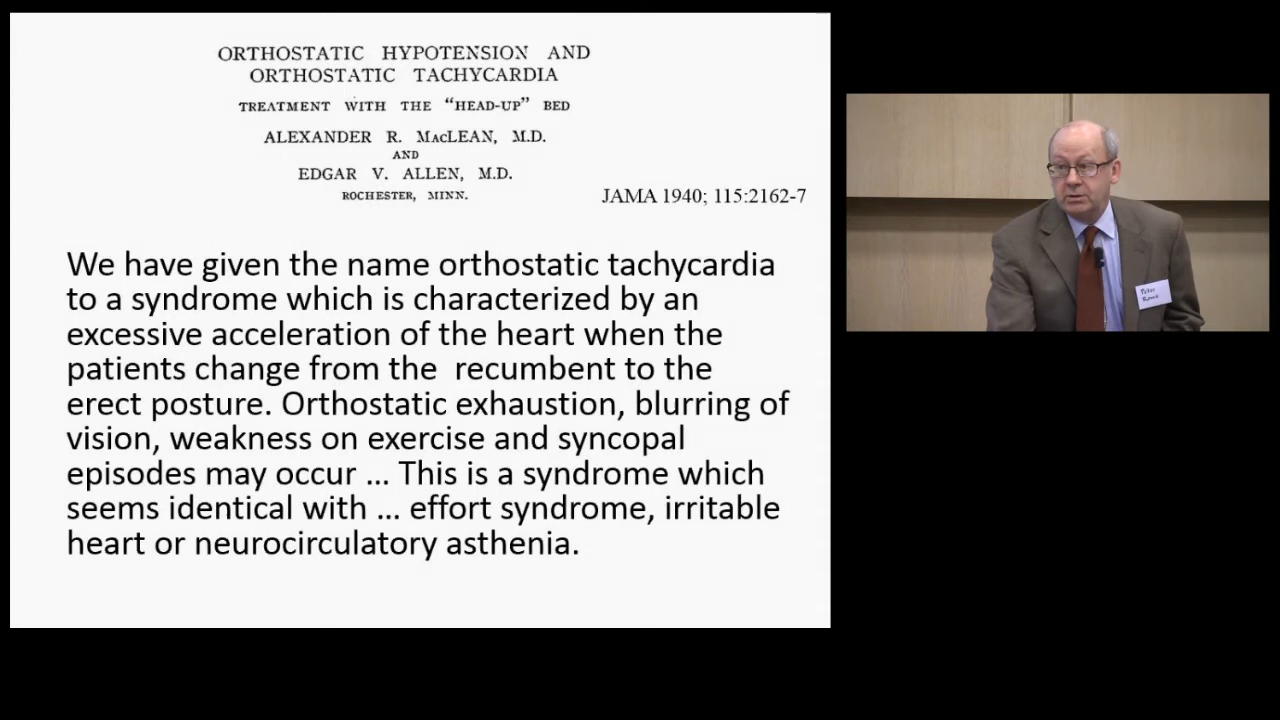 ORTHOSTATIC HYPOTENSION AND
ORTHOSTATIC TACHYCARDIA
TREATMENT WITH THE "HEAD-UP" BED
ALEXANDER R. MacLEAN, M.D.
AND
EDGAR V. ALLEN, M.D.
ROCHESTER, MINN.
JAMA 1940; 115:2162-7
We have given the name orthostatic tachycardia
to a syndrome which is characterized by an
excessive acceleration of the heart when the
patients change from the recumbent to the
erect posture. Orthostatic exhaustion, blurring of
vision, weakness on exercise and syncopal
episodes may occur ... This is a syndrome which
seems identical with ... effort syndrome, irritable
heart or neurocirculatory asthenia.
Peter